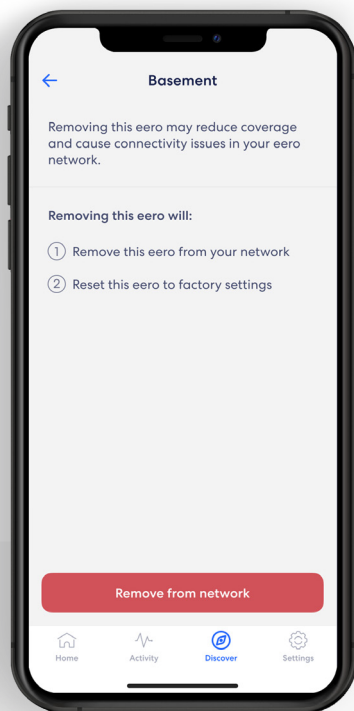 Basement
Removing this eero may reduce coverage
and cause connectivity issues in your eero
network.
Removing this eero will:
1 Remove this eero from your network
2 Reset this eero to factory settings
Remove from network
Home Activity Discover Settings